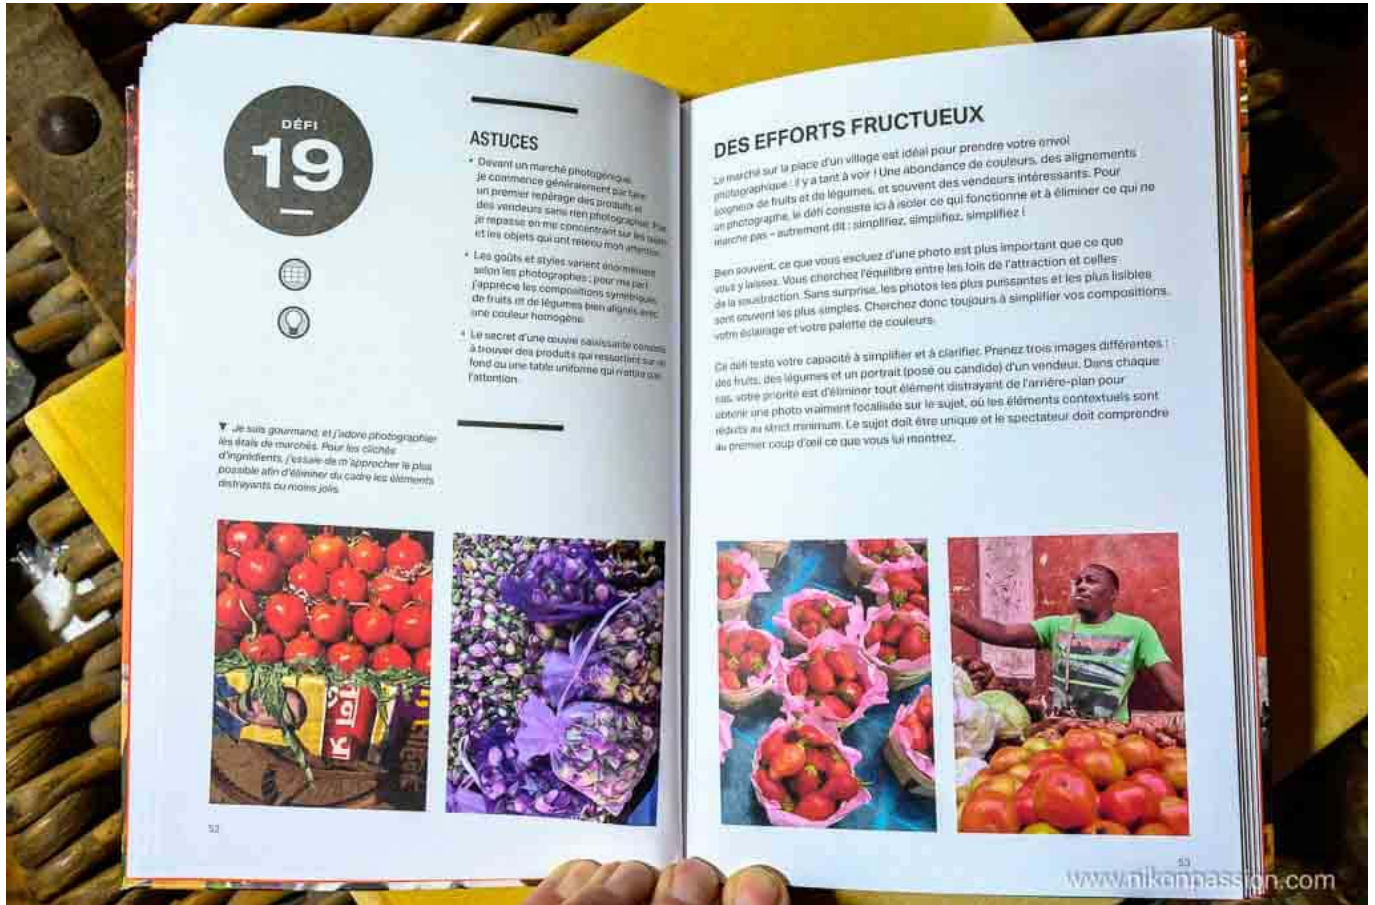 DÉFI
19
ASTUCES
• Devant un marché photogénique,
je commence généralement par faire
un premier repérage des produits et
des vendeurs sans rien photographier. Puis
je repasse en me concentrant sur les
et les objets qui ont retenu mon attention.
• Les goûts et styles varient énormément
selon les photographes ; pour ma part
j'apprécie les compositions symétriques
de fruits et de légumes bien alignés avec
une couleur homogène.
• Le secret d'une œuvre saisissante consiste
à trouver des produits qui ressortent sur un
fond ou une table uniforme qui n'attire pas
l'attention.
▼ Je suis gourmand, et j'adore photographier
les étals de marchés. Pour les clichés
d'ingrédients, j'essaie de m'approcher le plus
possible afin d'éliminer du cadre les éléments
distrayants ou moins jolis.
52
DES EFFORTS FRUCTUEUX
Le marché sur la place d'un village est idéal pour prendre votre envol
photographique : il y a tant à voir ! Une abondance de couleurs, des alignements
soigneux de fruits et de légumes, et souvent des vendeurs intéressants. Pour
un photographe, le défi consiste ici à isoler ce qui fonctionne et à éliminer ce qui ne
marche pas – autrement dit : simplifiez, simplifiez, simplifiez !
Bien souvent, ce que vous excluez d'une photo est plus important que ce que
vous y laissez. Vous cherchez l'équilibre entre les lois de l'attraction et celles
de la soustraction. Sans surprise, les photos les plus puissantes et les plus lisibles
sont souvent les plus simples. Cherchez donc toujours à simplifier vos compositions,
votre éclairage et votre palette de couleurs.
Ce défi teste votre capacité à simplifier et à clarifier. Prenez trois images différentes :
des fruits, des légumes et un portrait (posé ou candide) d'un vendeur. Dans chaque
cas, votre priorité est d'éliminer tout élément distrayant de l'arrière-plan pour
obtenir une photo vraiment focalisée sur le sujet, où les éléments contextuels sont
réduits au strict minimum. Le sujet doit être unique et le spectateur doit comprendre
au premier coup d'œil ce que vous lui montrez.
53
www.nikonpassion.com